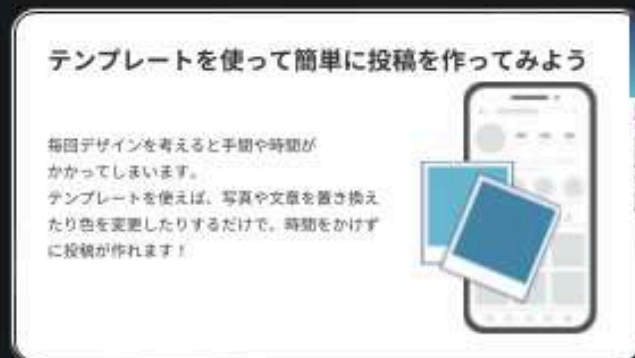 テンプレートを使って簡単に投稿を作ってみよう
毎回デザインを考えると手間や時間が
かかってしまいます。
テンプレートを使えば、写真や文章を置き換え
たり色を変更したりするだけで、時間をかけず
に投稿が作れます！